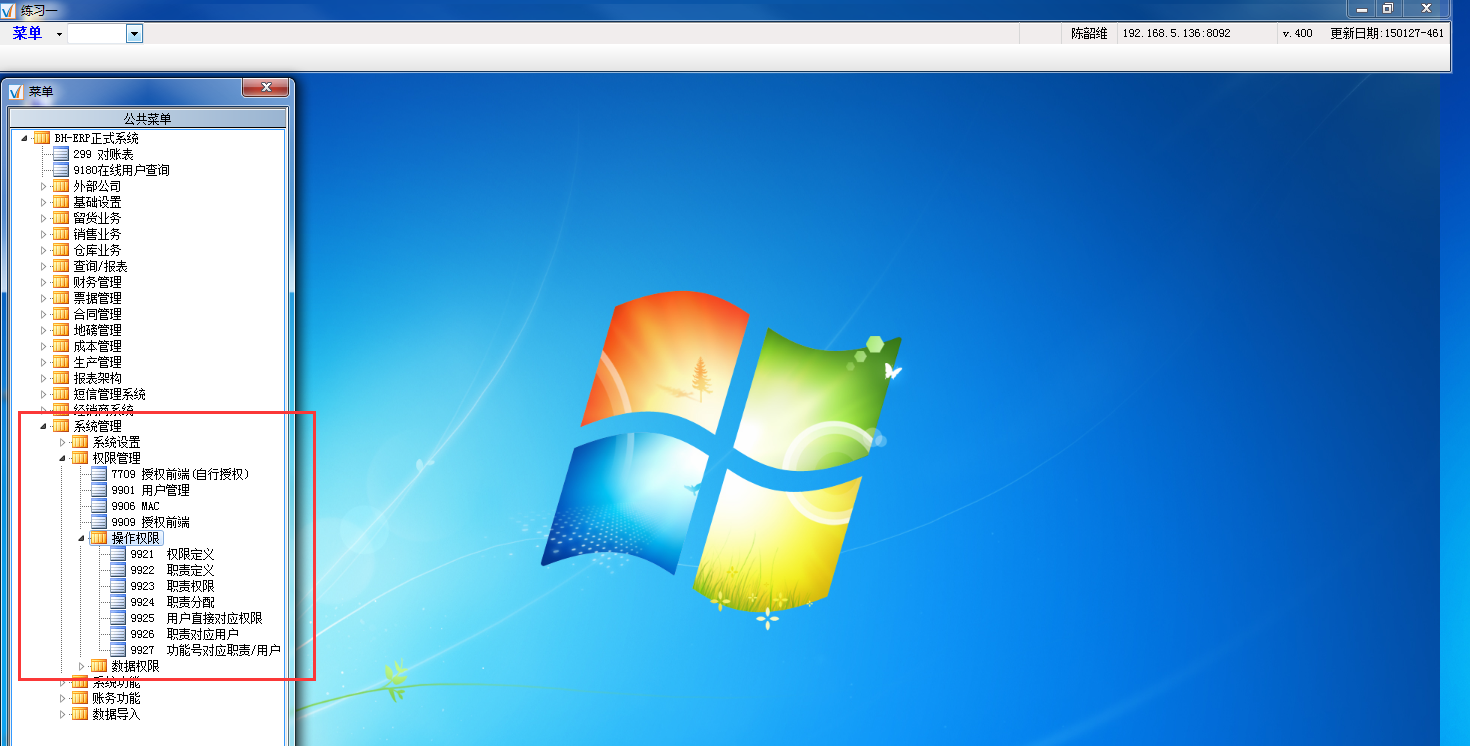 练习一
菜单
陈韶维 192.168.5.136:8092 v.400 更新日期:150127-461
菜单
公共菜单
BH-ERP正式系统
299 对账表
9180在线用户查询
外部公司
基础设置
留货业务
销售业务
仓库业务
查询/报表
财务管理
票据管理
合同管理
地磅管理
成本管理
生产管理
报表架构
短信管理系统
经销商系统
系统管理
系统设置
权限管理
7709 授权前端(自行授权)
9901 用户管理
9906 MAC
9909 授权前端
操作权限
9921 权限定义
9922 职责定义
9923 职责权限
9924 职责分配
9925 用户直接对应权限
9926 职责对应用户
9927 功能号对应职责/用户
数据权限
系统功能
账务功能
数据导入